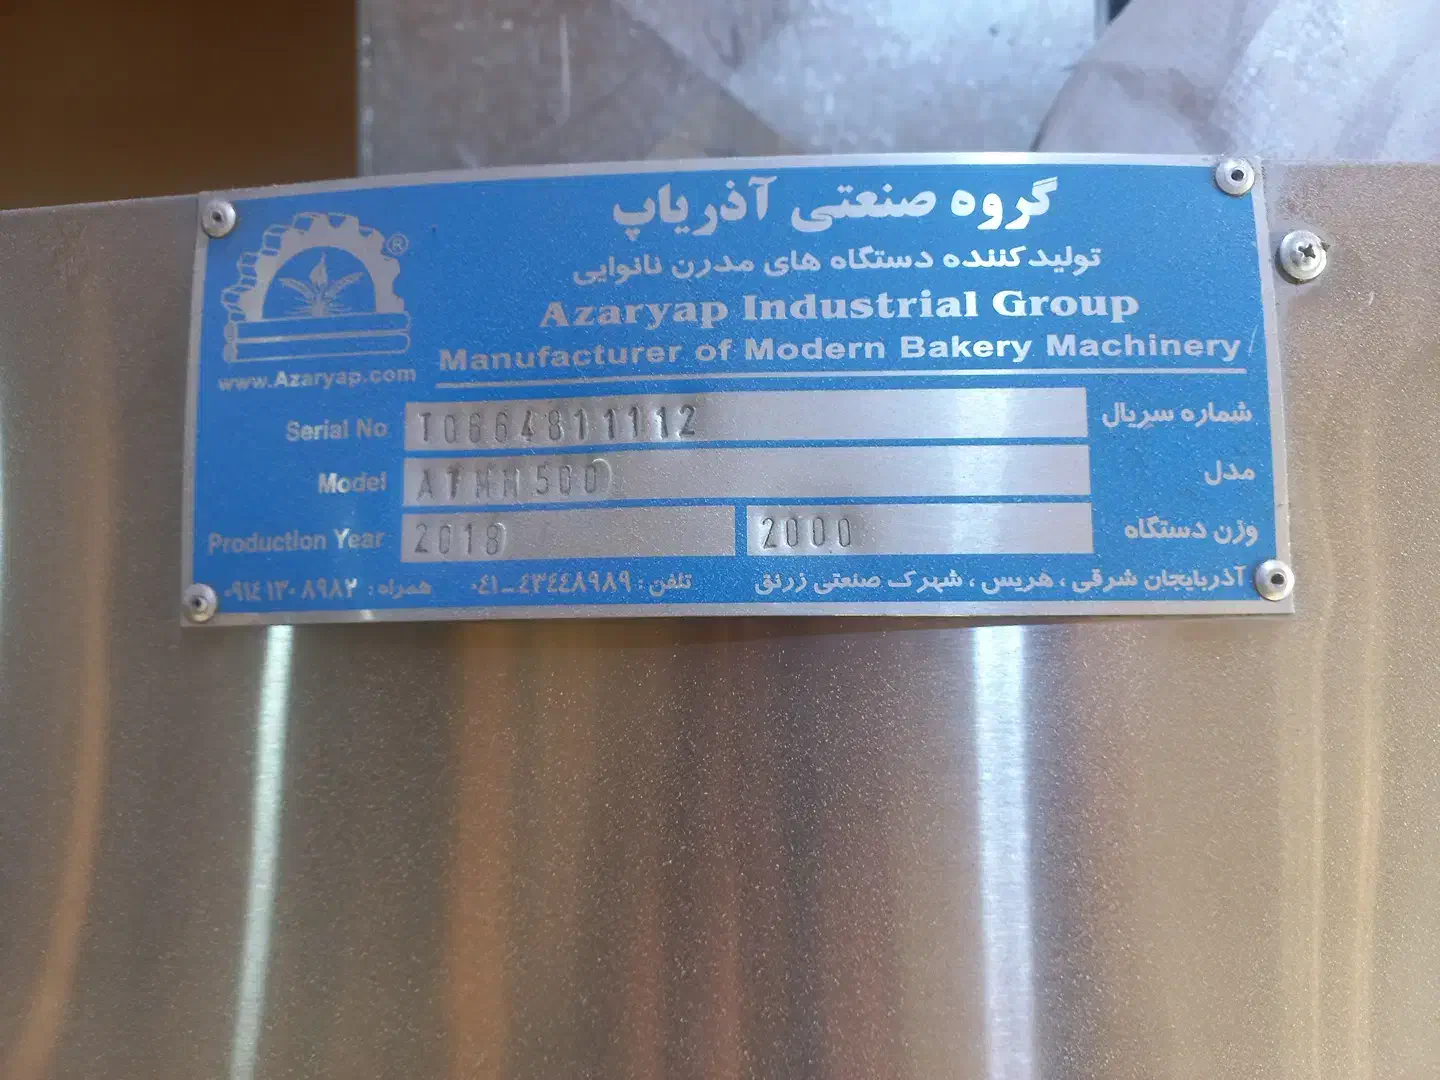 گروه صنعتی آذریاپ
تولیدکننده دستگاه های مدرن نانوایی
Azaryap Industrial Group
Manufacturer of Modern Bakery Machinery
®
www.Azaryap.com
Serial No T0664811112 شماره سریال
Model ATMM500 مدل
Production Year 2018 2000 وزن دستگاه
آذربایجان شرقی ، هریس ، شهرک صنعتی زرنق تلفن : ۰۴۱-۴۳۴۴۸۹۸۹ همراه : ۰۹۱۴۱۳۰۸۹۸۲